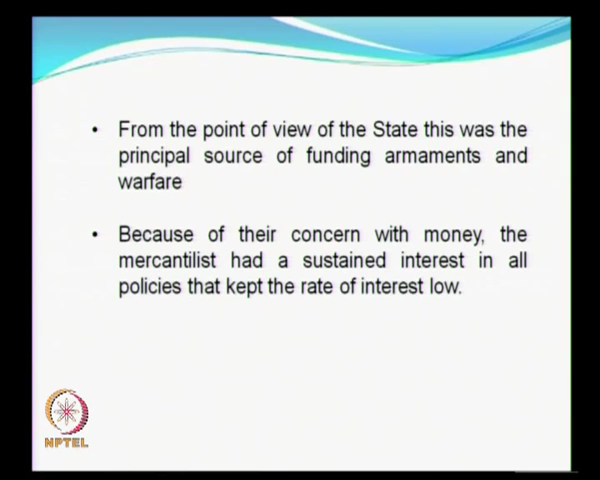 • From the point of view of the State this was the
principal source of funding armaments and
warfare
• Because of their concern with money, the
mercantilist had a sustained interest in all
policies that kept the rate of interest low.
NPTEL